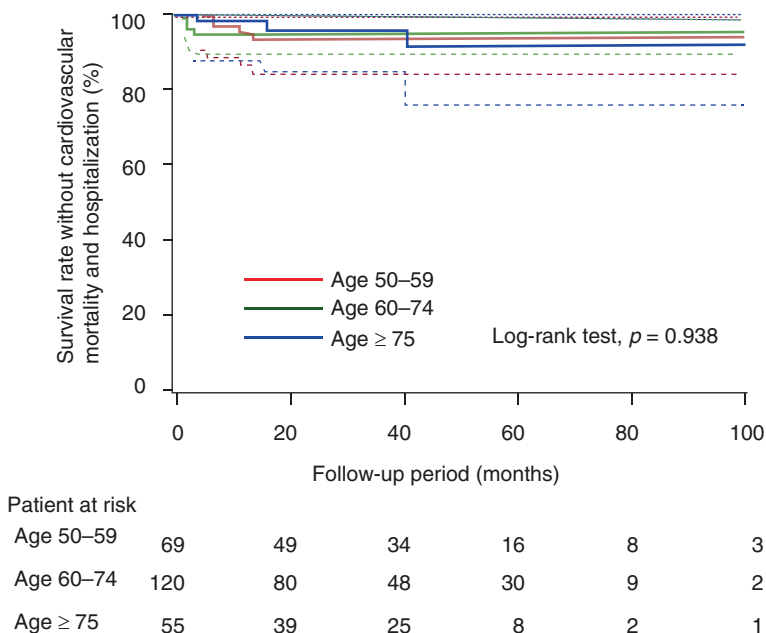 Survival rate without cardiovascular
mortality and hospitalization (%)
100
80
60
40
20
0
Age 50–59
Age 60–74
Age ≥ 75
Log-rank test, p = 0.938
0 20 40 60 80 100
Follow-up period (months)
Patient at risk
Age 50–59 69 49 34 16 8 3
Age 60–74 120 80 48 30 9 2
Age ≥ 75 55 39 25 8 2 1